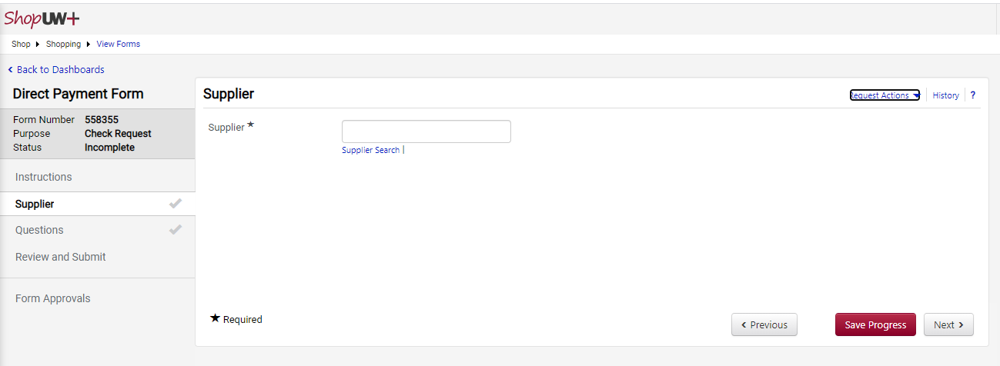 ShopUW+
Shop Shopping View Forms
Back to Dashboards
Direct Payment Form
Form Number 558355
Purpose Check Request
Status Incomplete
Instructions
Supplier
Questions
Review and Submit
Form Approvals
Supplier
Request Actions History ?
Supplier ★
Supplier Search |
★ Required
Previous
Save Progress
Next